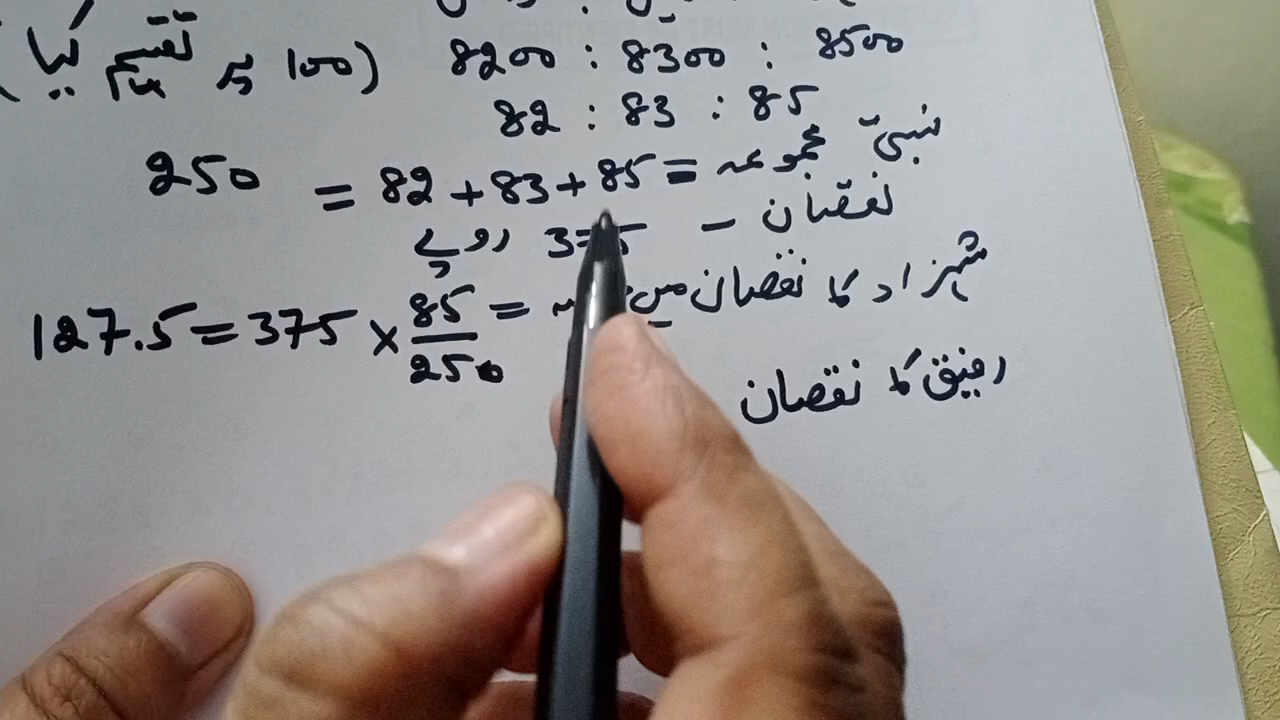 8200 : 8300 : 8500 (100 پر تقسیم کیا
82 : 83 : 85
نسبتی مجموعہ = 82 + 83 + 85 = 250
نقصان - 375 روپے
شہزاد کا نقصان میں = 85/250 × 375 = 127.5
رفیق کا نقصان